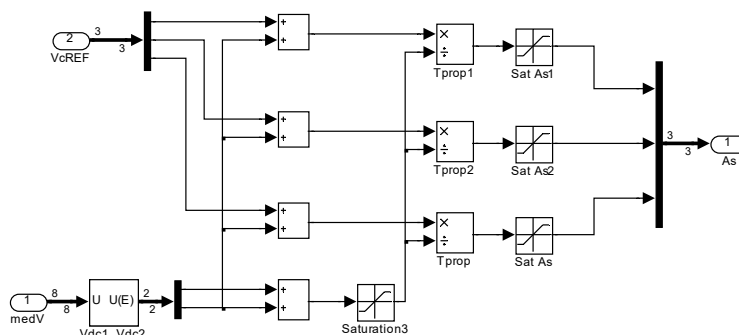 2
VcREF
3
3
+
+
×
÷
Tprop1
Sat As1
+
+
×
÷
Tprop2
Sat As2
3
3
1
As
+
+
×
÷
Tprop
Sat As
1
medV
8
8
U U(E)
Vdc1, Vdc2
2
2
+
+
Saturation3